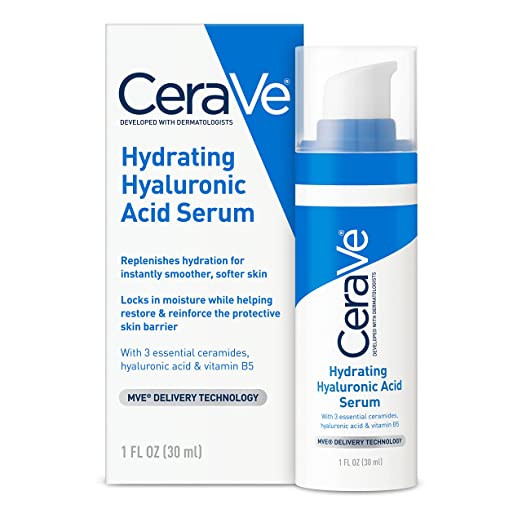 CeraVe®
DEVELOPED WITH DERMATOLOGISTS
Hydrating
Hyaluronic
Acid Serum
Replenishes hydration for
instantly smoother, softer skin
Locks in moisture while helping
restore & reinforce the protective
skin barrier
With 3 essential ceramides,
hyaluronic acid & vitamin B5
MVE® DELIVERY TECHNOLOGY
1 FL OZ (30 ml)
CeraVe®
DEVELOPED WITH DERMATOLOGISTS
Hydrating
Hyaluronic Acid
Serum
With 3 essential ceramides,
hyaluronic acid & vitamin B5
MVE® DELIVERY TECHNOLOGY
1 FL OZ (30 ml)